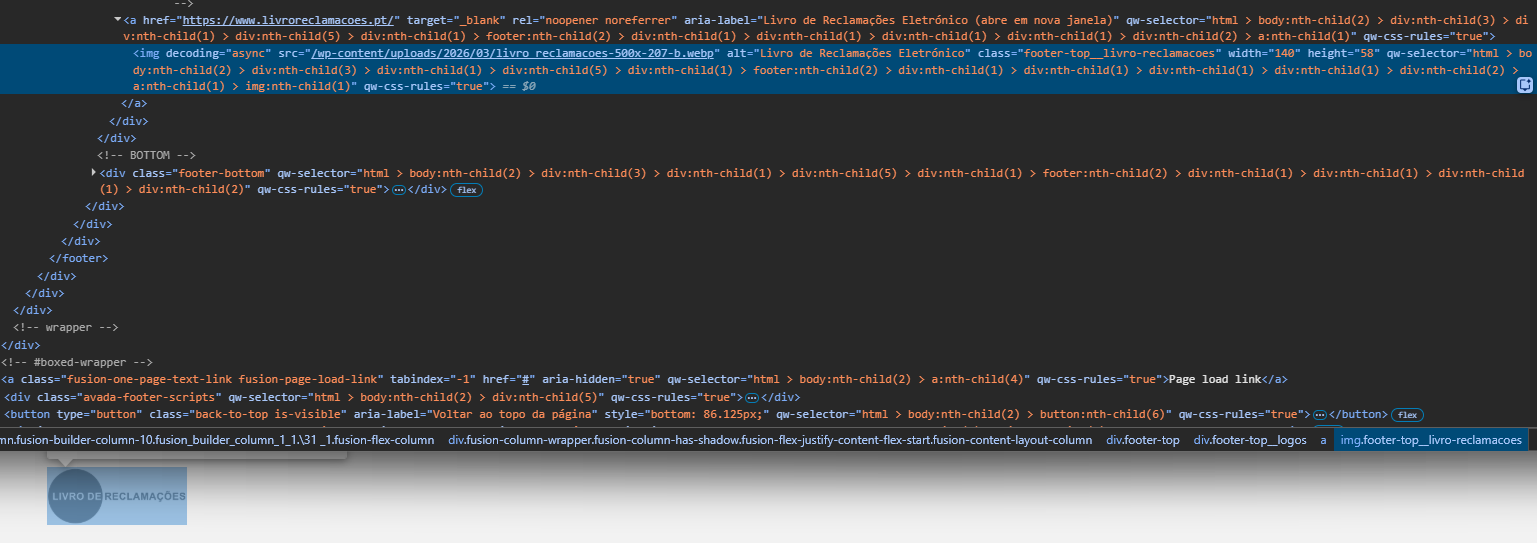 -->
<a href="https://www.livroreclamacoes.pt/" target="_blank" rel="noopener noreferrer" aria-label="Livro de Reclamações Eletrónico (abre em nova janela)" qw-selector="html > body:nth-child(2) > div:nth-child(3) > di
v:nth-child(1) > div:nth-child(5) > div:nth-child(1) > footer:nth-child(2) > div:nth-child(1) > div:nth-child(1) > div:nth-child(1) > div:nth-child(1) > div:nth-child(2) > a:nth-child(1)" qw-css-rules="true">
<img decoding="async" src="/wp-content/uploads/2026/03/livro_reclamacoes-500x-207-b.webp" alt="Livro de Reclamações Eletrónico" class="footer-top__livro-reclamacoes" width="140" height="58" qw-selector="html > bo
dy:nth-child(2) > div:nth-child(3) > div:nth-child(1) > div:nth-child(5) > div:nth-child(1) > footer:nth-child(2) > div:nth-child(1) > div:nth-child(1) > div:nth-child(1) > div:nth-child(1) > div:nth-child(2) >
a:nth-child(1) > img:nth-child(1)" qw-css-rules="true"> == $0
</a>
</div>
</div>
<!-- BOTTOM -->
<div class="footer-bottom" qw-selector="html > body:nth-child(2) > div:nth-child(3) > div:nth-child(1) > div:nth-child(5) > div:nth-child(1) > footer:nth-child(2) > div:nth-child(1) > div:nth-child(1) > div:nth-child
(1) > div:nth-child(2)" qw-css-rules="true">…</div> flex
</div>
</div>
</div>
</footer>
</div>
</div>
</div>
<!-- wrapper -->
</div>
<!-- #boxed-wrapper -->
<a class="fusion-one-page-text-link fusion-page-load-link" tabindex="-1" href="#" aria-hidden="true" qw-selector="html > body:nth-child(2) > a:nth-child(4)" qw-css-rules="true">Page load link</a>
<div class="avada-footer-scripts" qw-selector="html > body:nth-child(2) > div:nth-child(5)" qw-css-rules="true">…</div>
<button type="button" class="back-to-top is-visible" aria-label="Voltar ao topo da página" style="bottom: 86.125px;" qw-selector="html > body:nth-child(2) > button:nth-child(6)" qw-css-rules="true">…</button> flex
mn.fusion-builder-column-10.fusion_builder_column_1_1.\31 _1.fusion-flex-column div.fusion-column-wrapper.fusion-column-has-shadow.fusion-flex-justify-content-flex-start.fusion-content-layout-column div.footer-top div.footer-top__logos a img.footer-top__livro-reclamacoes
LIVRO DE RECLAMAÇÕES